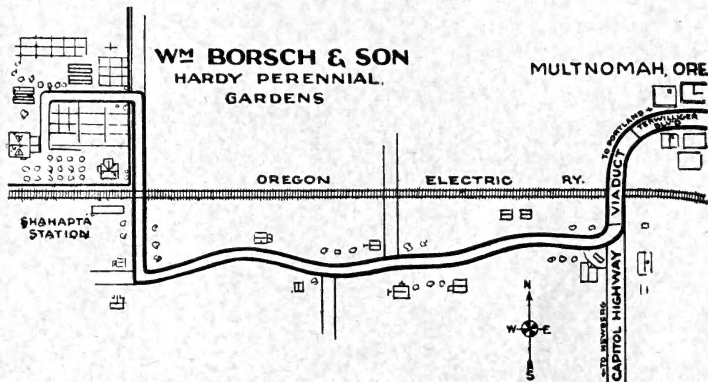 WM BORSCH & SON
HARDY PERENNIAL
GARDENS
MULTNOMAH, ORE
TO PORTLAND
TERWILLIGER
BLVD
OREGON ELECTRIC RY.
VIADUCT
SHAHAPTA
STATION
N
W E
S
TO NEWBERG
CAPITOL HIGHWAY